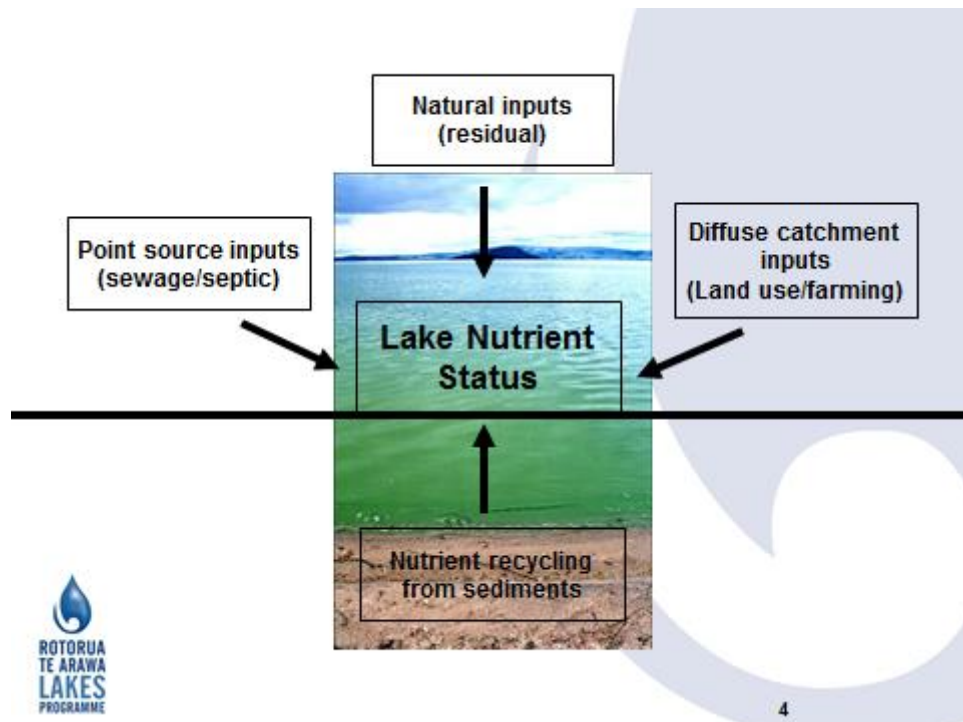 Natural inputs
(residual)
Point source inputs
(sewage/septic)
Diffuse catchment
inputs
(Land use/farming)
Lake Nutrient
Status
Nutrient recycling
from sediments
ROTORUA
TE ARAWA
LAKES
PROGRAMME
4